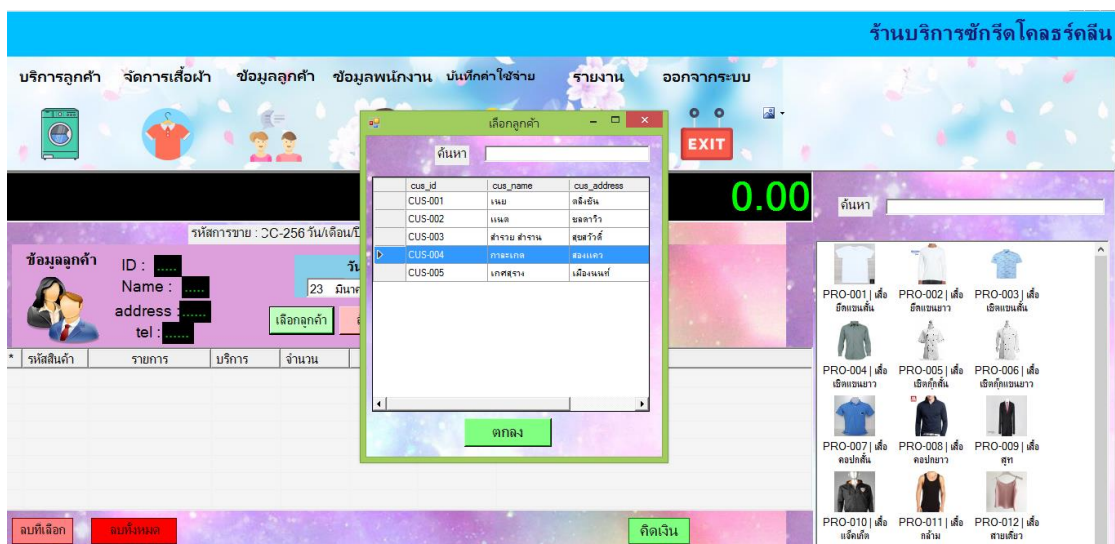 ร้านบริการซักรีดโคลธร์คลีน
บริการลูกค้า จัดการเสื้อผ้า ข้อมูลลูกค้า ข้อมูลพนักงาน บันทึกค่าใช้จ่าย รายงาน ออกจากระบบ
EXIT
เลือกลูกค้า
ค้นหา
cus_id cus_name cus_address
CUS-001 เนย ตลิ่งชัน
CUS-002 แนต
CUS-003 สำราย สำราน สุขสวัวดิ์
CUS-004 การะเกต สองแคว
CUS-005 เกศสุราง เมืองนนท์
ตกลง
0.00
รหัสการขาย : วัน/เดือน/ปี
ข้อมูลลูกค้า
ID : .....
Name : .....
address :......
tel :......
23
เลือกลูกค้า
* รหัสสินค้า รายการ บริการ จำนวน
ลบที่เลือก ลบทั้งหมด คิดเงิน
ค้นหา
PRO-001 | เสื้อ ยืดแขนสั้น
PRO-002 | เสื้อ ยืดแขนยาว
PRO-003 | เสื้อ เชิตแขนสั้น
PRO-004 | เสื้อ เชิตแขนยาว
PRO-005 | เสื้อ เชิตกุ๊กสั้น
PRO-006 | เสื้อ เชิตกุ๊กแขนยาว
PRO-007 | เสื้อ คอปกสั้น
PRO-008 | เสื้อ คอปกยาว
PRO-009 | เสื้อ สูท
PRO-010 | เสื้อ แจ็คเก็ต
PRO-011 | เสื้อ กล้าม
PRO-012 | เสื้อ สายเดี่ยว